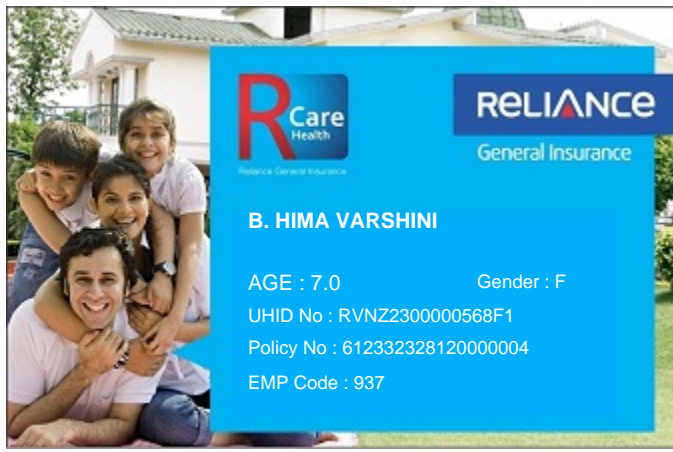 R Care
Health
Reliance General Insurance
RELIANCE
General Insurance
B. HIMA VARSHINI
AGE : 7.0 Gender : F
UHID No : RVNZ2300000568F1
Policy No : 612332328120000004
EMP Code : 937